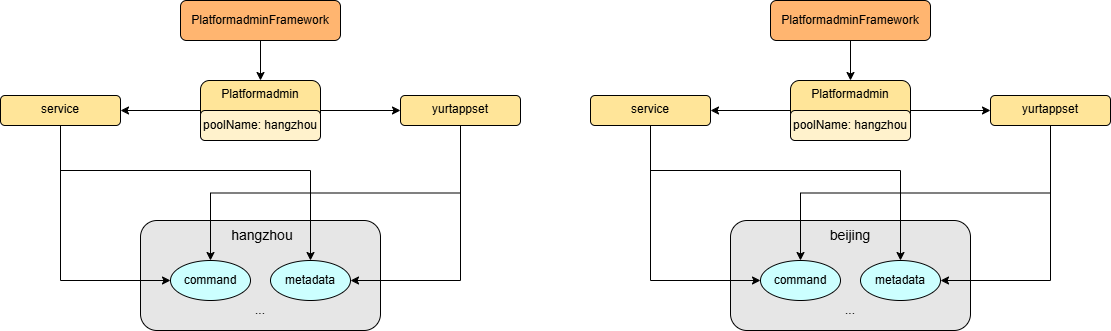 PlatformadminFramework
Platformadmin
service
yurtappset
poolName: hangzhou
hangzhou
command
metadata
...
PlatformadminFramework
Platformadmin
service
yurtappset
poolName: hangzhou
beijing
command
metadata
...